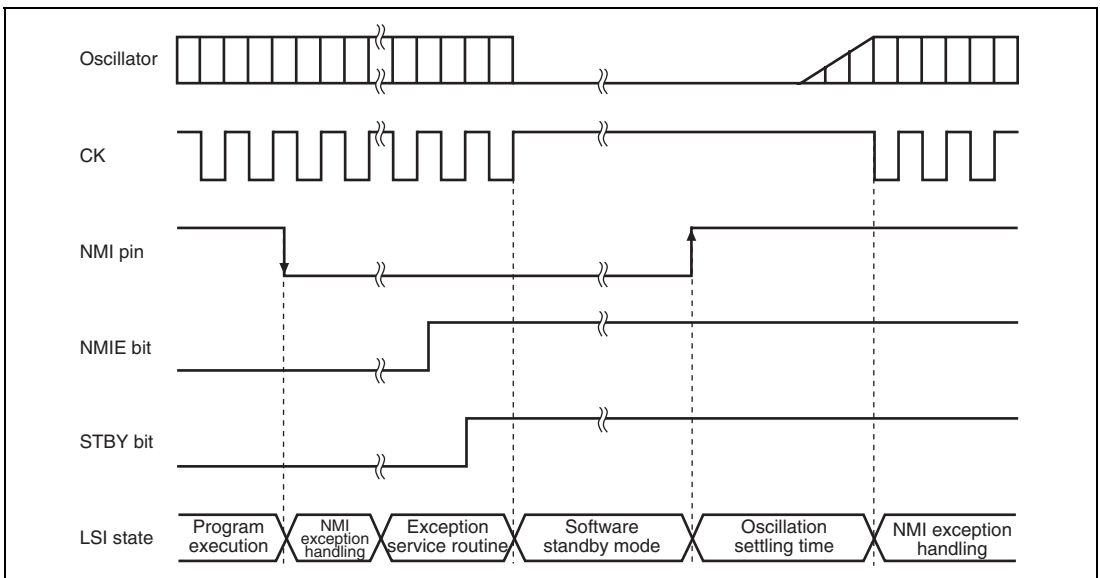 Oscillator
CK
NMI pin
NMIE bit
STBY bit
LSI state
Program
execution
NMI
exception
handling
Exception
service routine
Software
standby mode
Oscillation
settling time
NMI exception
handling